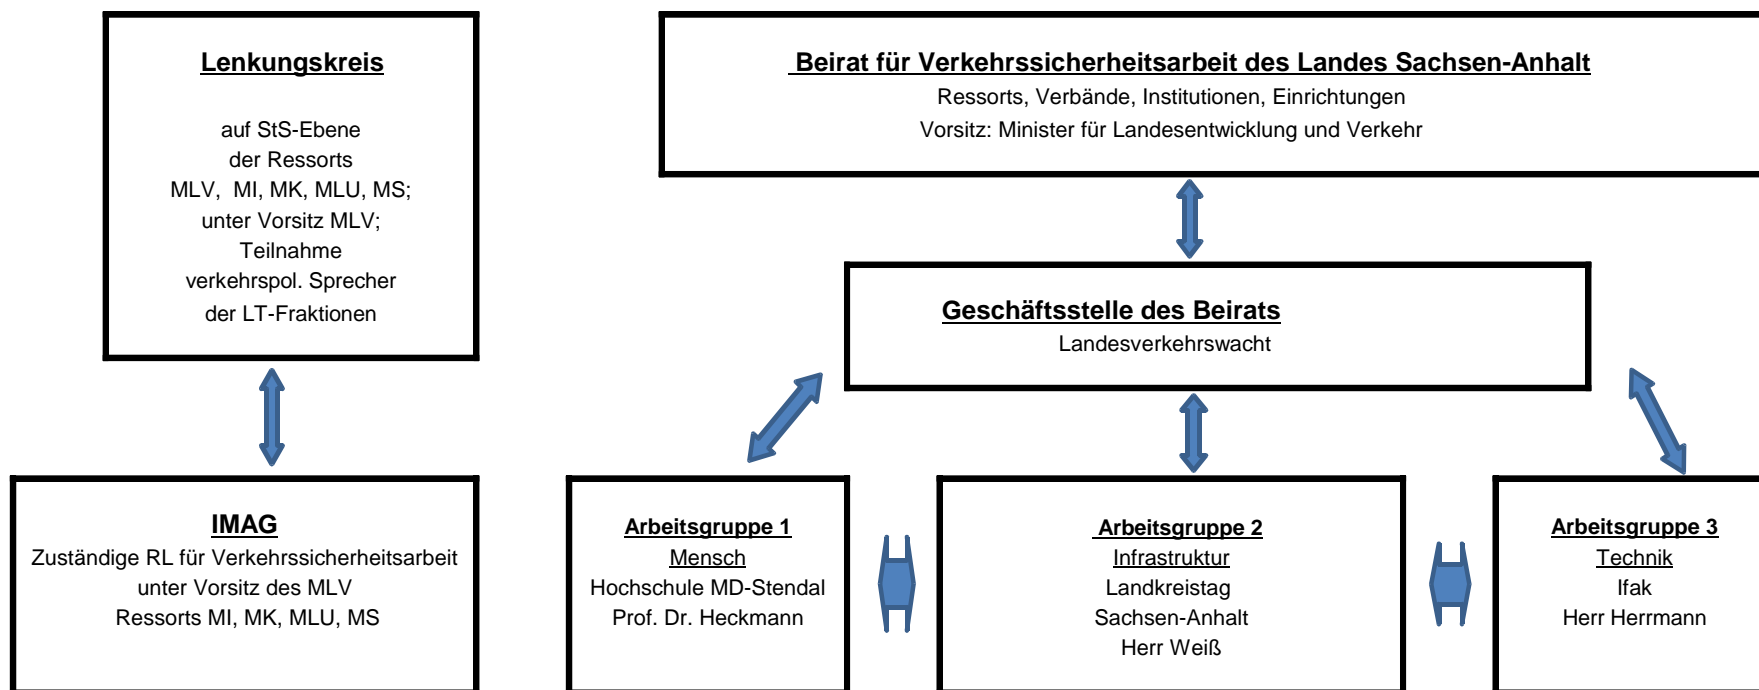 Lenkungskreis
auf StS-Ebene
der Ressorts
MLV, MI, MK, MLU, MS;
unter Vorsitz MLV;
Teilnahme
verkehrspol. Sprecher
der LT-Fraktionen
Beirat für Verkehrssicherheitsarbeit des Landes Sachsen-Anhalt
Ressorts, Verbände, Institutionen, Einrichtungen
Vorsitz: Minister für Landesentwicklung und Verkehr
Geschäftsstelle des Beirats
Landesverkehrswacht
IMAG
Zuständige RL für Verkehrssicherheitsarbeit
unter Vorsitz des MLV
Ressorts MI, MK, MLU, MS
Arbeitsgruppe 1
Mensch
Hochschule MD-Stendal
Prof. Dr. Heckmann
Arbeitsgruppe 2
Infrastruktur
Landkreistag
Sachsen-Anhalt
Herr Weiß
Arbeitsgruppe 3
Technik
Ifak
Herr Herrmann